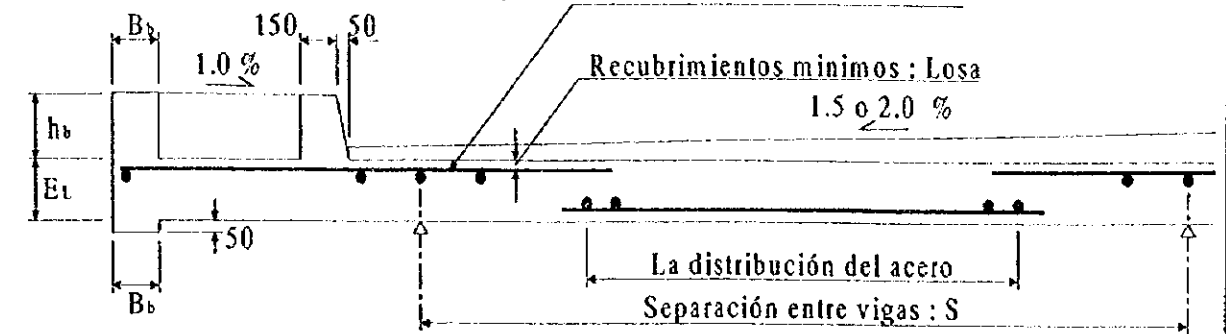 Bb 150 50
1.0 %
Recubrimientos minimos : Losa
1.5 o 2.0 %
hb
EL
50
La distribución del acero
Bb
Separación entre vigas : S